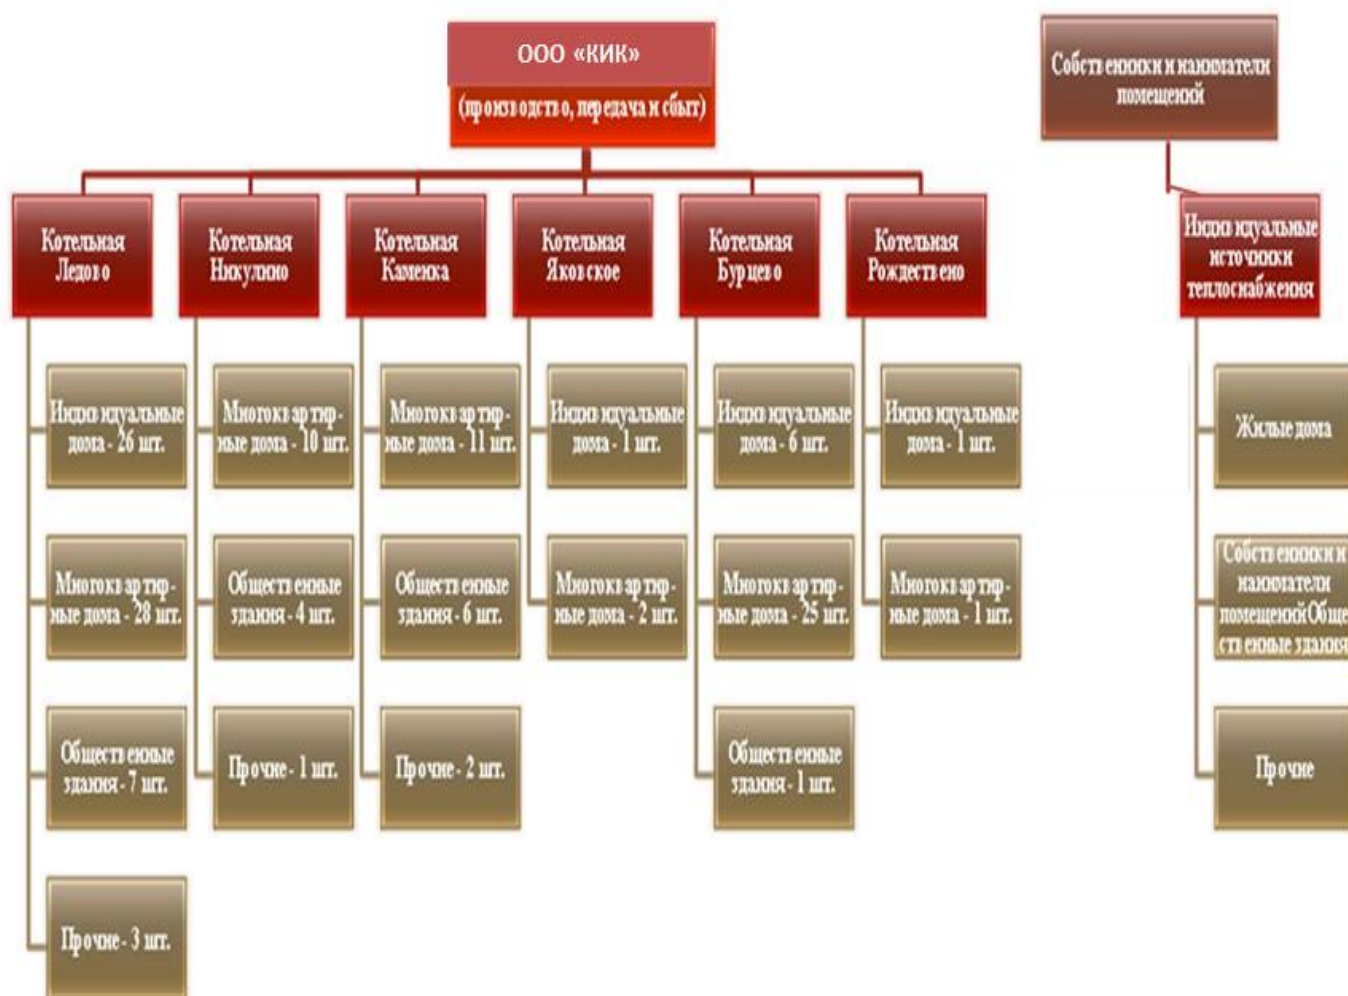 ООО «КИК»
(производство, передача и сбыт)
Собственники и наниматели
помещений
Котельная
Ледово
Котельная
Никулино
Котельная
Каменка
Котельная
Яковское
Котельная
Бурцево
Котельная
Рождествено
Индивидуальные
источники
теплоснабжения
Индивидуальные
дома - 26 шт.
Многоквартир-
ные дома - 28 шт.
Общественные
здания - 7 шт.
Прочие - 3 шт.
Многоквартир-
ные дома - 10 шт.
Общественные
здания - 4 шт.
Прочие - 1 шт.
Многоквартир-
ные дома - 11 шт.
Общественные
здания - 6 шт.
Прочие - 2 шт.
Индивидуальные
дома - 1 шт.
Многоквартир-
ные дома - 2 шт.
Индивидуальные
дома - 6 шт.
Многоквартир-
ные дома - 25 шт.
Общественные
здания - 1 шт.
Индивидуальные
дома - 1 шт.
Многоквартир-
ные дома - 1 шт.
Жилые дома
Собственники и
наниматели
помещенийОбще
ственные здания
Прочие